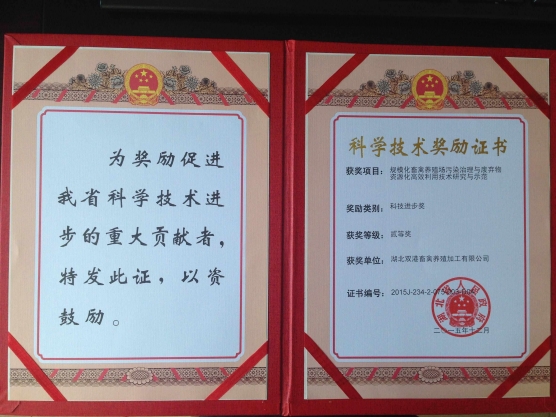 为奖励促进
我省科学技术进
步的重大贡献者，
特发此证，以资
鼓励。
科学技术奖励证书
获奖项目：规模化畜禽养殖场污染治理与废弃物
资源化高效利用技术研究与示范
奖励类别：科技进步奖
获奖等级：贰等奖
获奖单位：湖北双港畜禽养殖加工有限公司
证书编号：2015J-234-2-075-
二〇一五年十二月